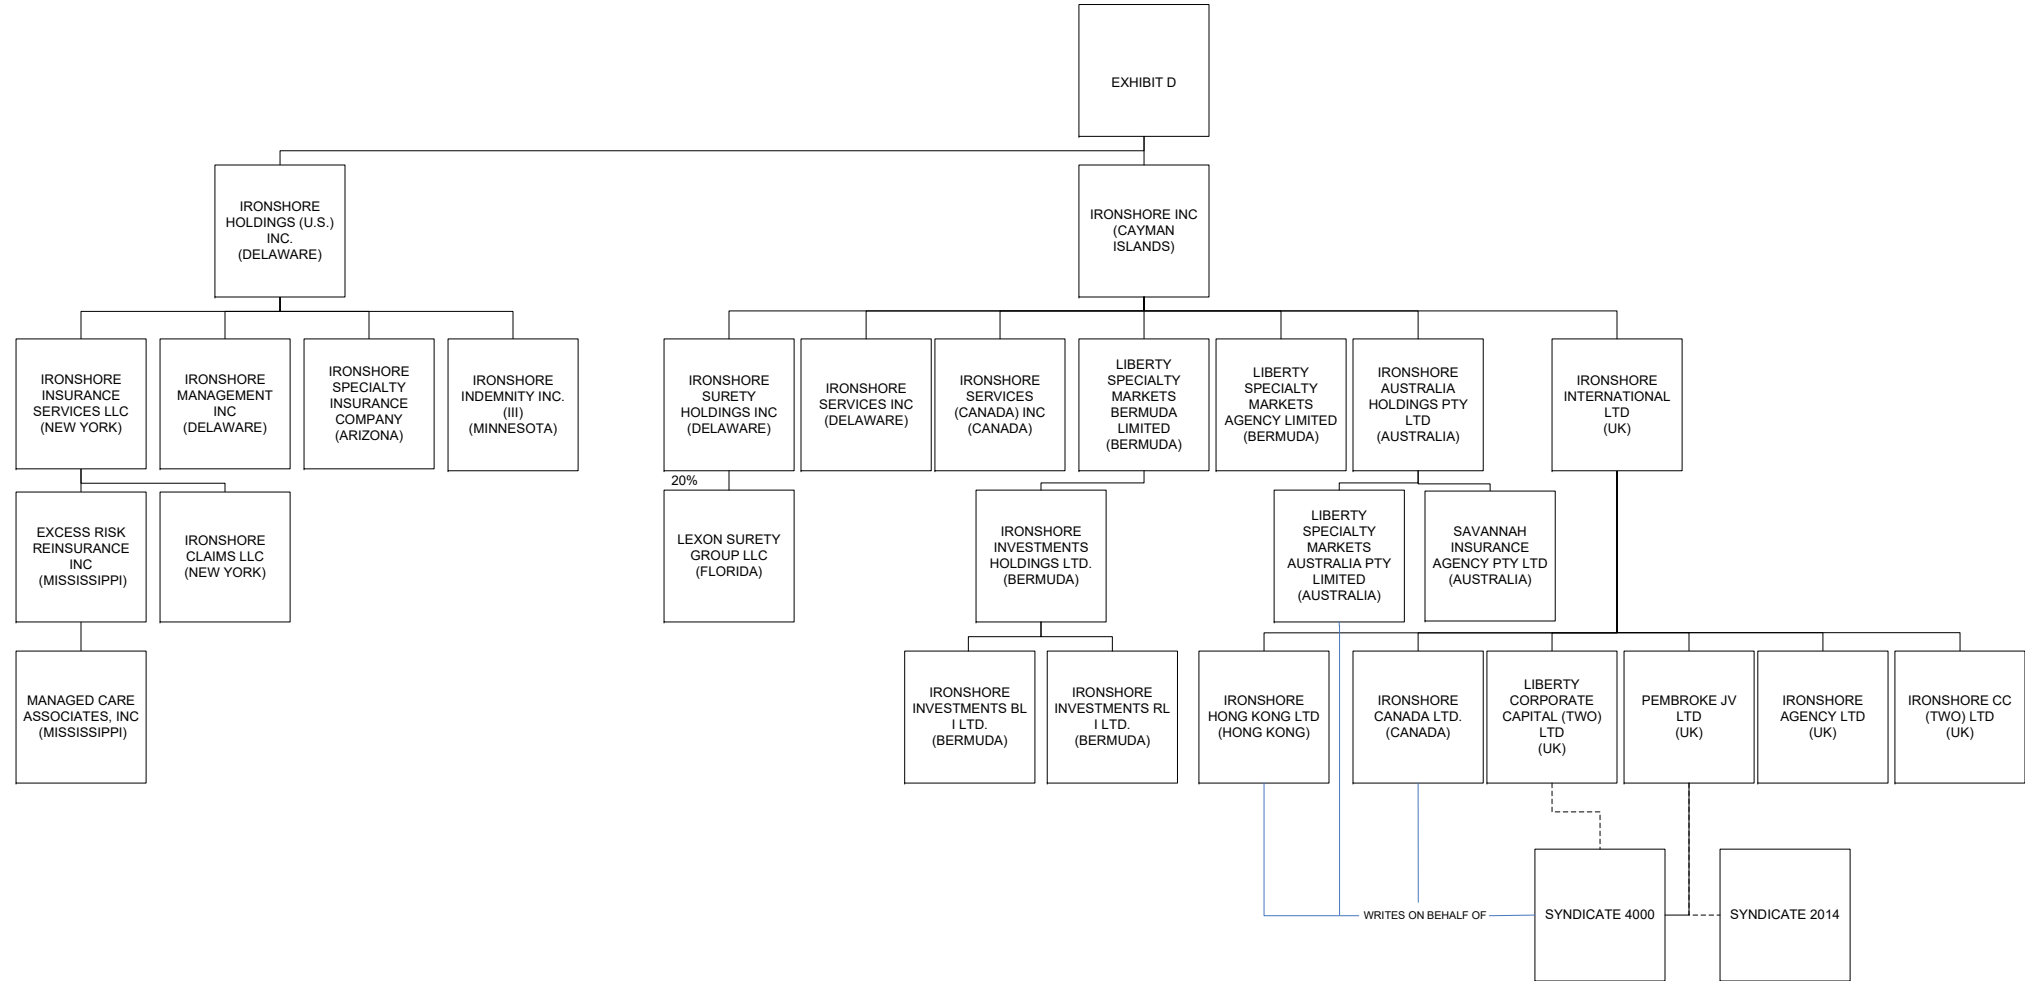 EXHIBIT D
IRONSHORE
HOLDINGS (U.S.)
INC.
(DELAWARE)
IRONSHORE INC
(CAYMAN
ISLANDS)
IRONSHORE
INSURANCE
SERVICES LLC
(NEW YORK)
IRONSHORE
MANAGEMENT
INC
(DELAWARE)
IRONSHORE
SPECIALTY
INSURANCE
COMPANY
(ARIZONA)
IRONSHORE
INDEMNITY INC.
(III)
(MINNESOTA)
IRONSHORE
SURETY
HOLDINGS INC
(DELAWARE)
IRONSHORE
SERVICES INC
(DELAWARE)
IRONSHORE
SERVICES
(CANADA) INC
(CANADA)
LIBERTY
SPECIALTY
MARKETS
BERMUDA
LIMITED
(BERMUDA)
LIBERTY
SPECIALTY
MARKETS
AGENCY LIMITED
(BERMUDA)
IRONSHORE
AUSTRALIA
HOLDINGS PTY
LTD
(AUSTRALIA)
IRONSHORE
INTERNATIONAL
LTD
(UK)
20%
EXCESS RISK
REINSURANCE
INC
(MISSISSIPPI)
IRONSHORE
CLAIMS LLC
(NEW YORK)
LEXON SURETY
GROUP LLC
(FLORIDA)
IRONSHORE
INVESTMENTS
HOLDINGS LTD.
(BERMUDA)
LIBERTY
SPECIALTY
MARKETS
AUSTRALIA PTY
LIMITED
(AUSTRALIA)
SAVANNAH
INSURANCE
AGENCY PTY LTD
(AUSTRALIA)
MANAGED CARE
ASSOCIATES, INC
(MISSISSIPPI)
IRONSHORE
INVESTMENTS BL
I LTD.
(BERMUDA)
IRONSHORE
INVESTMENTS RL
I LTD.
(BERMUDA)
IRONSHORE
HONG KONG LTD
(HONG KONG)
IRONSHORE
CANADA LTD.
(CANADA)
LIBERTY
CORPORATE
CAPITAL (TWO)
LTD
(UK)
PEMBROKE JV
LTD
(UK)
IRONSHORE
AGENCY LTD
(UK)
IRONSHORE CC
(TWO) LTD
(UK)
WRITES ON BEHALF OF
SYNDICATE 4000
SYNDICATE 2014